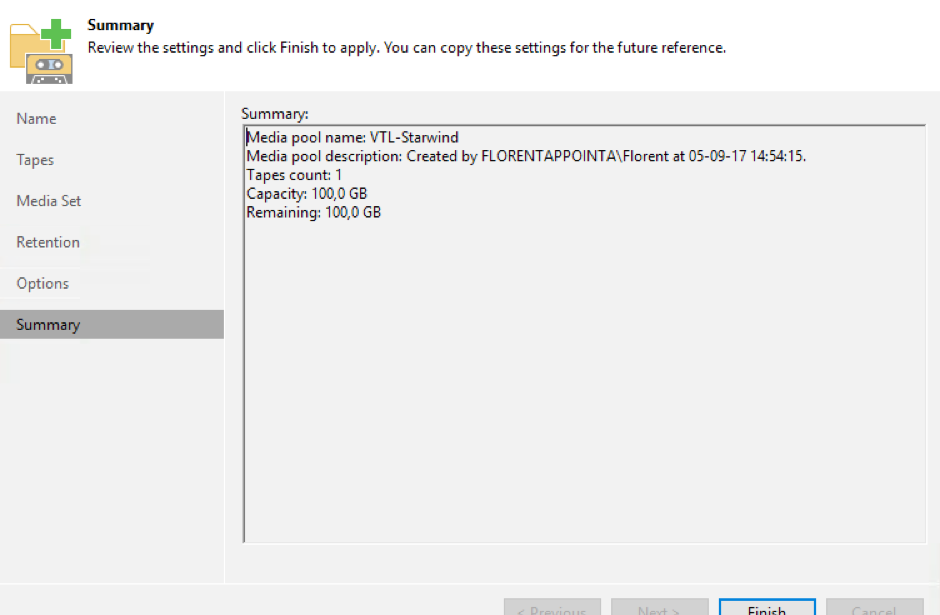 Summary
Review the settings and click Finish to apply. You can copy these settings for the future reference.
Name
Tapes
Media Set
Retention
Options
Summary
Summary:
Media pool name: VTL-Starwind
Media pool description: Created by FLORENTAPPOINTA\Florent at 05-09-17 14:54:15.
Tapes count: 1
Capacity: 100,0 GB
Remaining: 100,0 GB
< Previous
Next >
Finish
Cancel